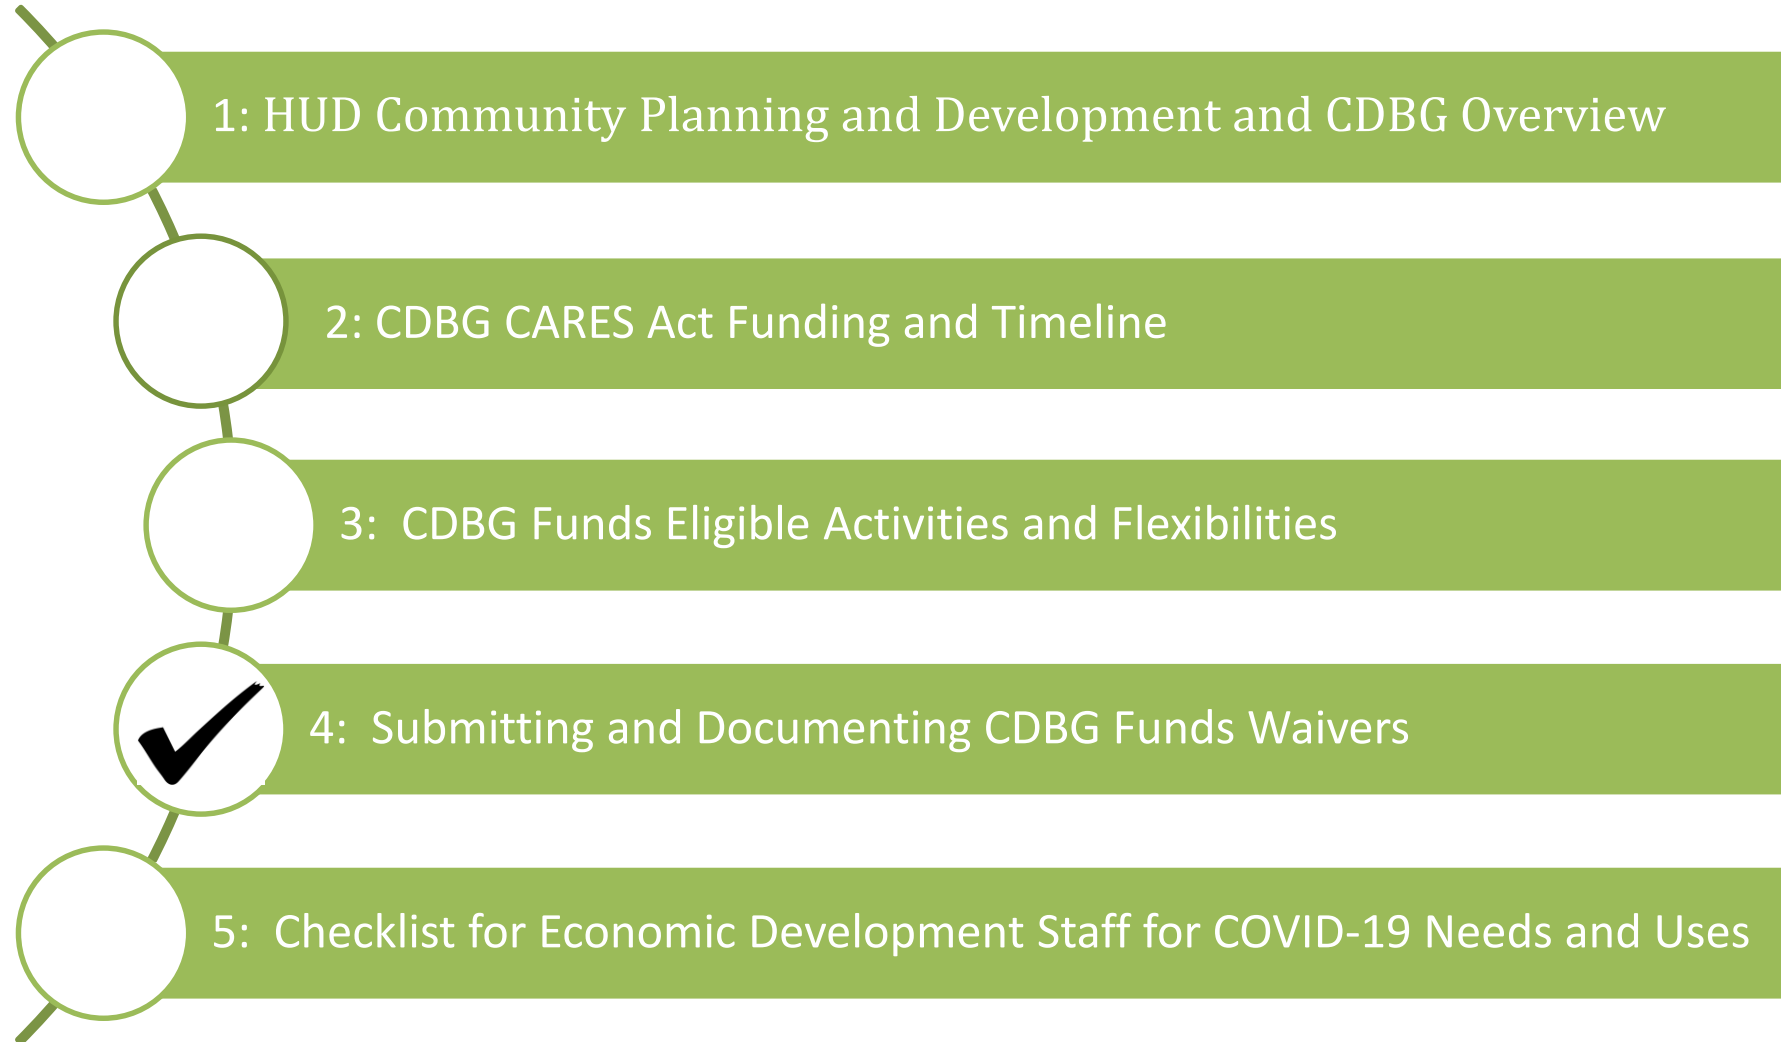 1: HUD Community Planning and Development and CDBG Overview
2: CDBG CARES Act Funding and Timeline
3: CDBG Funds Eligible Activities and Flexibilities
4: Submitting and Documenting CDBG Funds Waivers
5: Checklist for Economic Development Staff for COVID-19 Needs and Uses